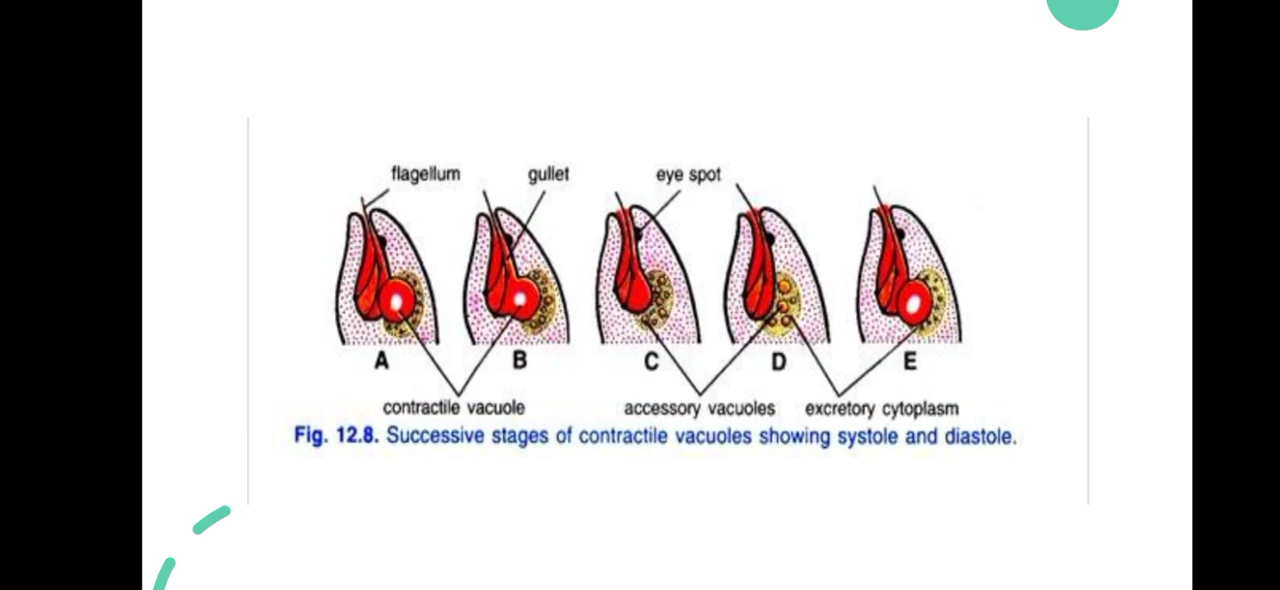 flagellum gullet eye spot
A B C D E
contractile vacuole accessory vacuoles excretory cytoplasm
Fig. 12.8. Successive stages of contractile vacuoles showing systole and diastole.